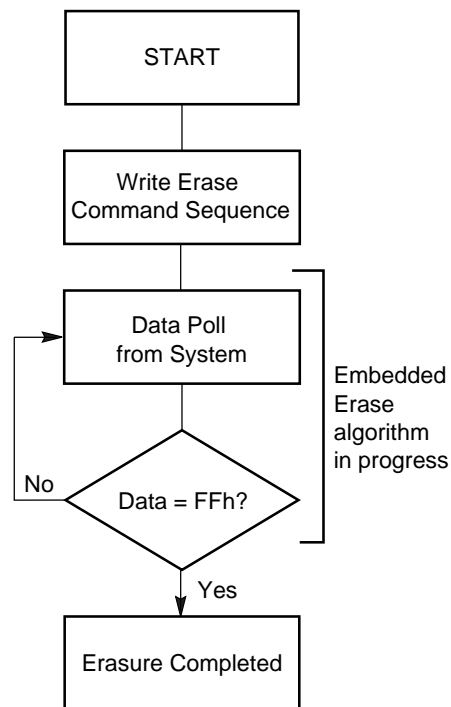 START
Write Erase
Command Sequence
Data Poll
from System
Embedded
Erase
algorithm
in progress
No
Data = FFh?
Yes
Erasure Completed